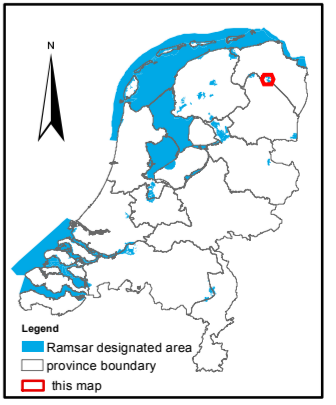 N
Legend
Ramsar designated area
province boundary
this map